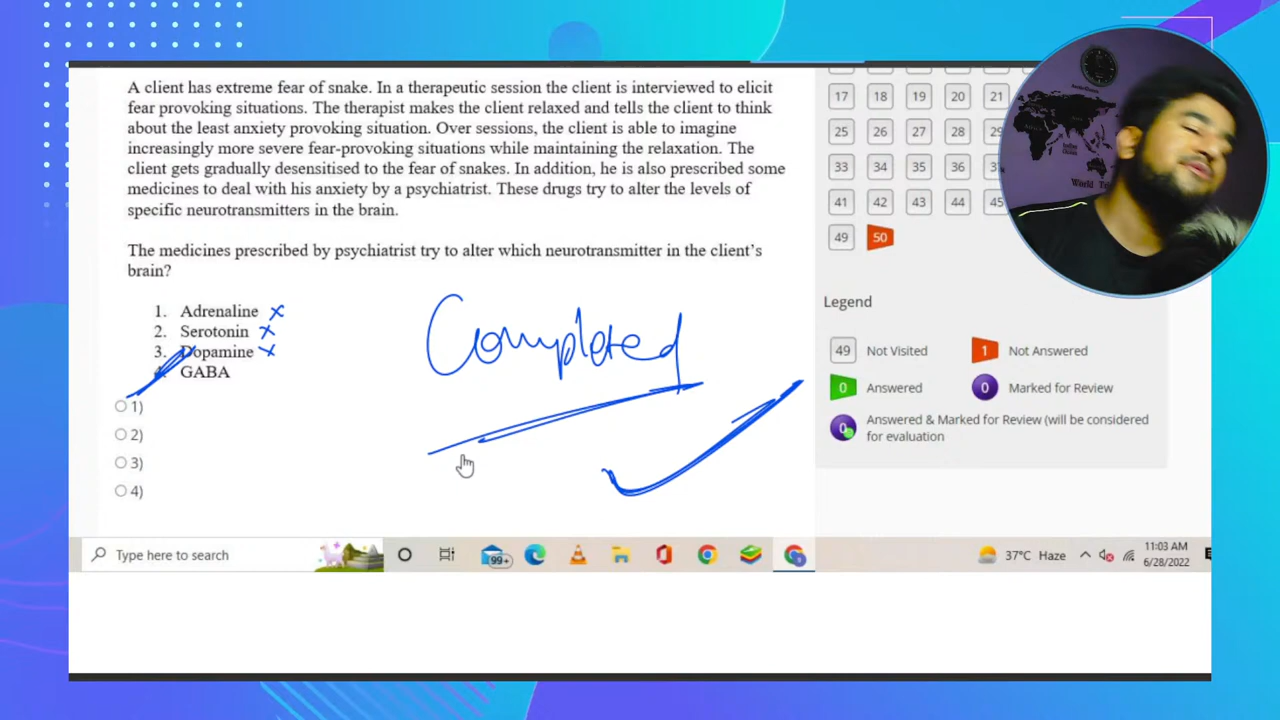 A client has extreme fear of snake. In a therapeutic session the client is interviewed to elicit
fear provoking situations. The therapist makes the client relaxed and tells the client to think
about the least anxiety provoking situation. Over sessions, the client is able to imagine
increasingly more severe fear-provoking situations while maintaining the relaxation. The
client gets gradually desensitised to the fear of snakes. In addition, he is also prescribed some
medicines to deal with his anxiety by a psychiatrist. These drugs try to alter the levels of
specific neurotransmitters in the brain.
The medicines prescribed by psychiatrist try to alter which neurotransmitter in the client's
brain?
1. Adrenaline x
2. Serotonin x
3. Dopamine x
GABA
Completed
1)
2)
3)
4)
17 18 19 20 21
25 26 27 28 29
33 34 35 36
41 42 43 44 45
49 50
Legend
49 Not Visited
1 Not Answered
0 Answered
0 Marked for Review
0 Answered & Marked for Review (will be considered
for evaluation
World
Type here to search
99+
37°C Haze
11:03 AM
6/28/2022